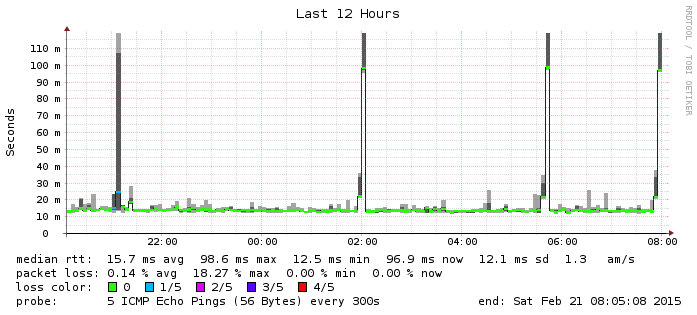 Last 12 Hours
RRDTOOL / TOBI OETIKER
Seconds
110 m
100 m
90 m
80 m
70 m
60 m
50 m
40 m
30 m
20 m
10 m
0
22:00 00:00 02:00 04:00 06:00 08:00
median rtt: 15.7 ms avg 98.6 ms max 12.5 ms min 96.9 ms now 12.1 ms sd 1.3 am/s
packet loss: 0.14 % avg 18.27 % max 0.00 % min 0.00 % now
loss color: 0 1/5 2/5 3/5 4/5
probe: 5 ICMP Echo Pings (56 Bytes) every 300s end: Sat Feb 21 08:05:08 2015